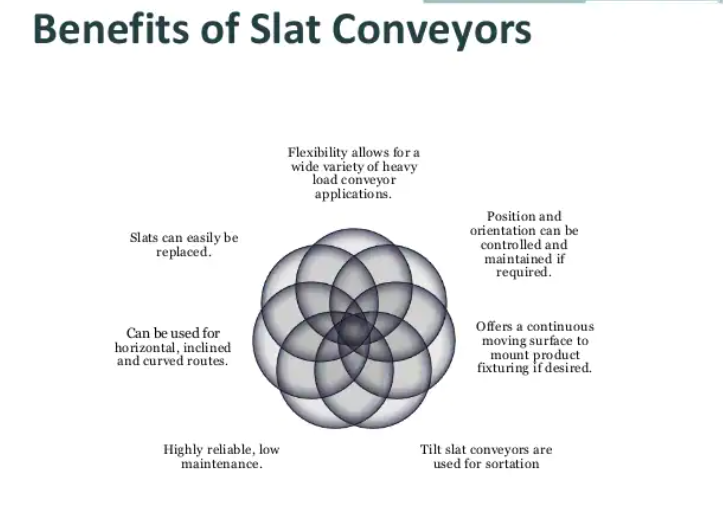 Benefits of Slat Conveyors
Flexibility allows for a
wide variety of heavy
load conveyor
applications.
Position and
orientation can be
controlled and
maintained if
required.
Offers a continuous
moving surface to
mount product
fixturing if desired.
Tilt slat conveyors are
used for sortation
Highly reliable, low
maintenance.
Can be used for
horizontal, inclined
and curved routes.
Slats can easily be
replaced.